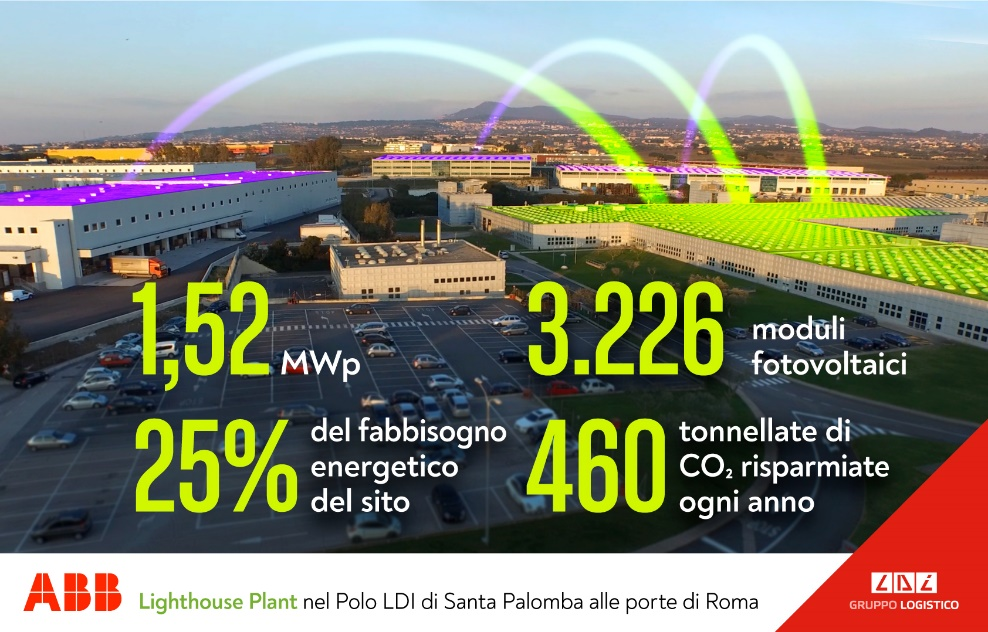 1,52 MWp
3.226 moduli
fotovoltaici
25% del fabbisogno
energetico
del sito
460 tonnellate di
CO₂ risparmiate
ogni anno
ABB
Lighthouse Plant nel Polo LDI di Santa Palomba alle porte di Roma
LDI
GRUPPO LOGISTICO